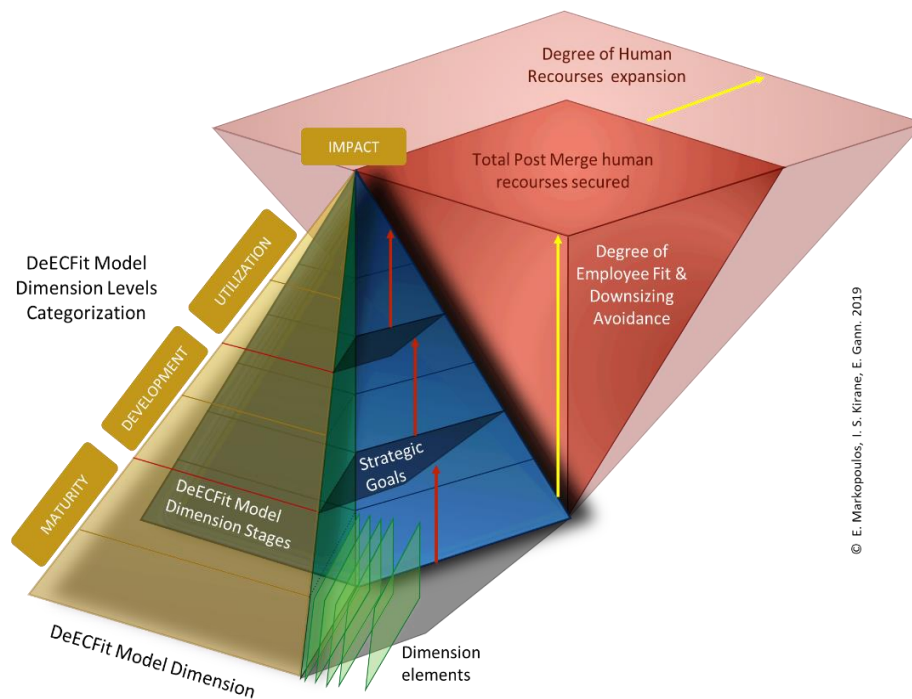 Degree of Human
Recourses expansion
IMPACT
Total Post Merge human
recourses secured
DeECFit Model
Dimension Levels
Categorization
UTILIZATION
Degree of
Employee Fit &
Downsizing
Avoidance
DEVELOPMENT
MATURITY
Strategic
Goals
DeECFit Model
Dimension Stages
DeECFit Model Dimension
Dimension
elements
© E. Markopoulos, I. S. Kirane, E. Gann. 2019